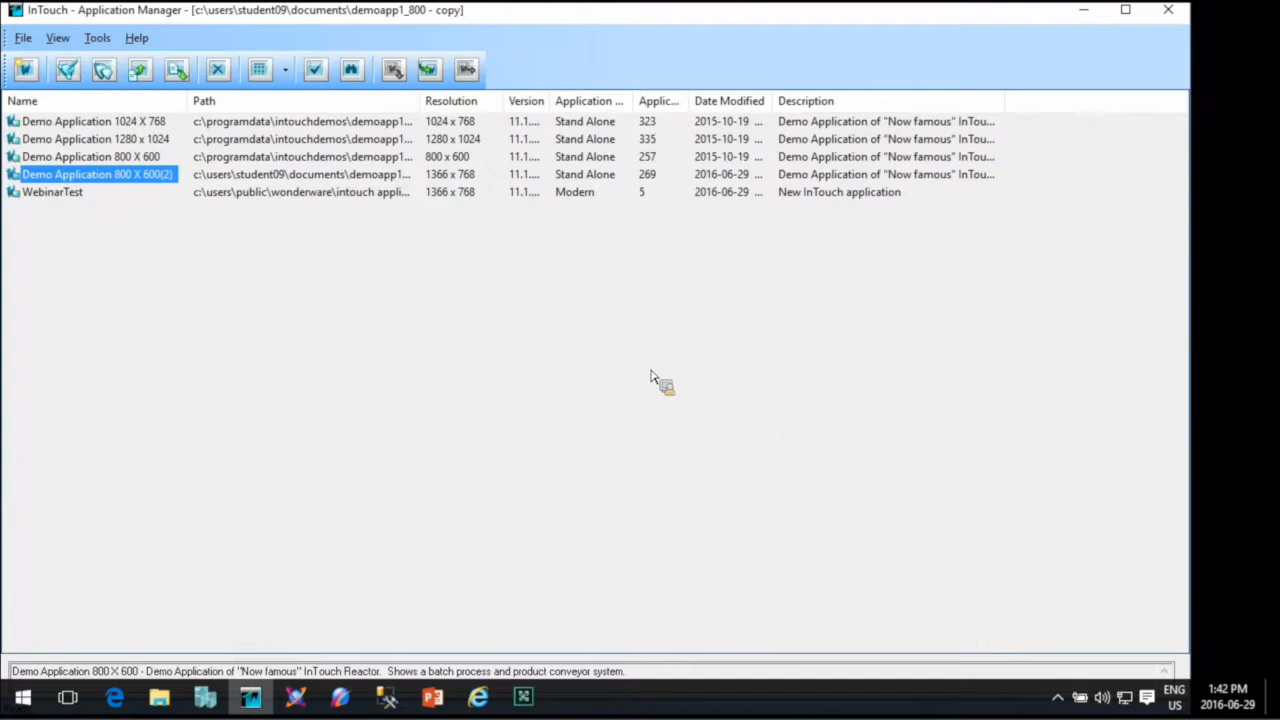 InTouch - Application Manager - [c:\users\student09\documents\demoapp1_800 - copy]
File View Tools Help
Name Path Resolution Version Application ... Applic... Date Modified Description
Demo Application 1024 X 768 c:\programdata\intouchdemos\demoapp1... 1024 x 768 11.1.... Stand Alone 323 2015-10-19 ... Demo Application of "Now famous" InTou...
Demo Application 1280 x 1024 c:\programdata\intouchdemos\demoapp1... 1280 x 1024 11.1.... Stand Alone 335 2015-10-19 ... Demo Application of "Now famous" InTou...
Demo Application 800 X 600 c:\programdata\intouchdemos\demoapp1... 800 x 600 11.1.... Stand Alone 257 2015-10-19 ... Demo Application of "Now famous" InTou...
Demo Application 800 X 600(2) c:\users\student09\documents\demoapp1... 1366 x 768 11.1.... Stand Alone 269 2016-06-29 ... Demo Application of "Now famous" InTou...
WebinarTest c:\users\public\wonderware\intouch appli... 1366 x 768 11.1.... Modern 5 2016-06-29 ... New InTouch application
Demo Application 800 X 600 - Demo Application of "Now famous" InTouch Reactor. Shows a batch process and product conveyor system.
ENG 1:42 PM
US 2016-06-29